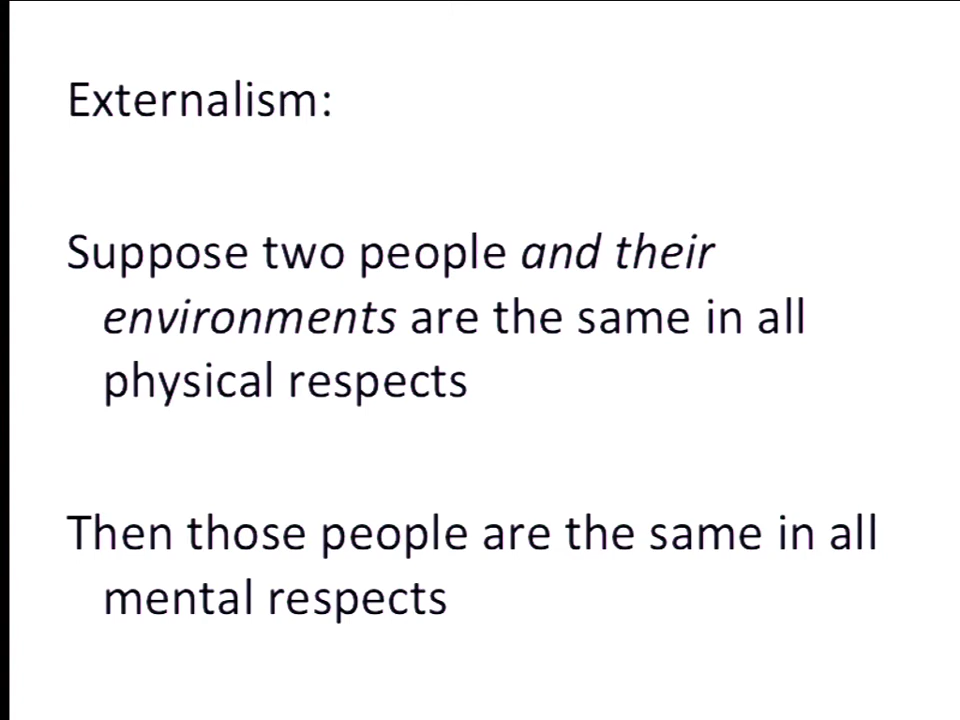 Externalism:
Suppose two people and their
environments are the same in all
physical respects
Then those people are the same in all
mental respects